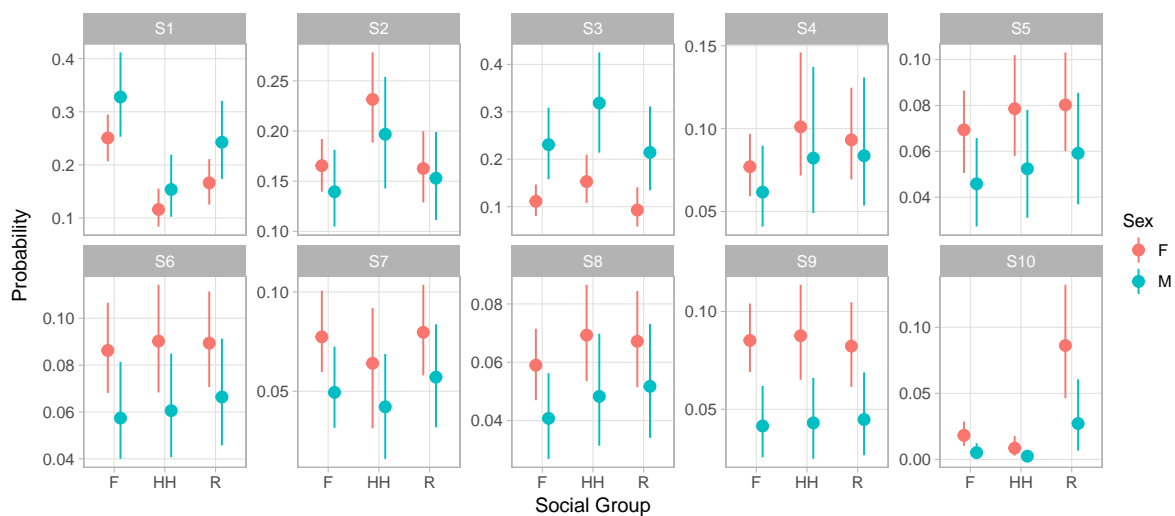 S1 S2 S3 S4 S5
0.4 0.3 0.2 0.1
0.25 0.20 0.15 0.10
0.4 0.3 0.2 0.1
0.15 0.10 0.05
0.10 0.08 0.06 0.04
Probability
S6 S7 S8 S9 S10
0.10 0.08 0.06 0.04
0.10 0.05
0.08 0.06 0.04
0.10 0.05
0.10 0.05 0.00
F HH R F HH R F HH R F HH R F HH R
Social Group
Sex
F
M